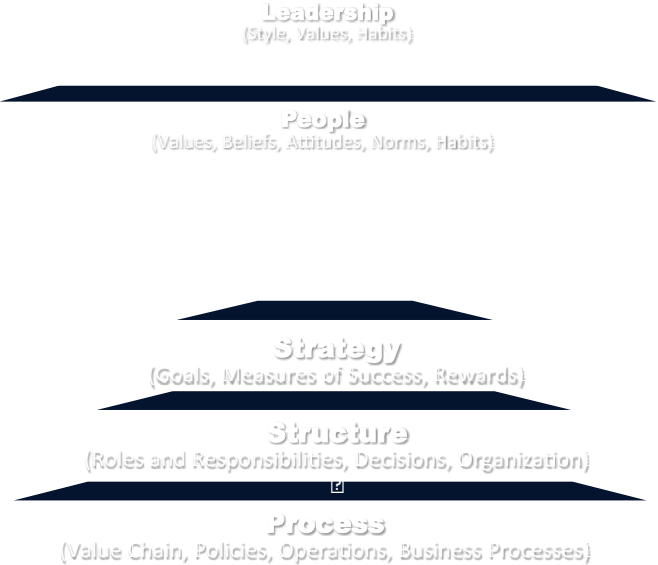 Leadership
(Style, Values, Habits)
People
(Values, Beliefs, Attitudes, Norms, Habits)
Strategy
(Goals, Measures of Success, Rewards)
Structure
(Roles and Responsibilities, Decisions, Organization)
Process
(Value Chain, Policies, Operations, Business Processes)